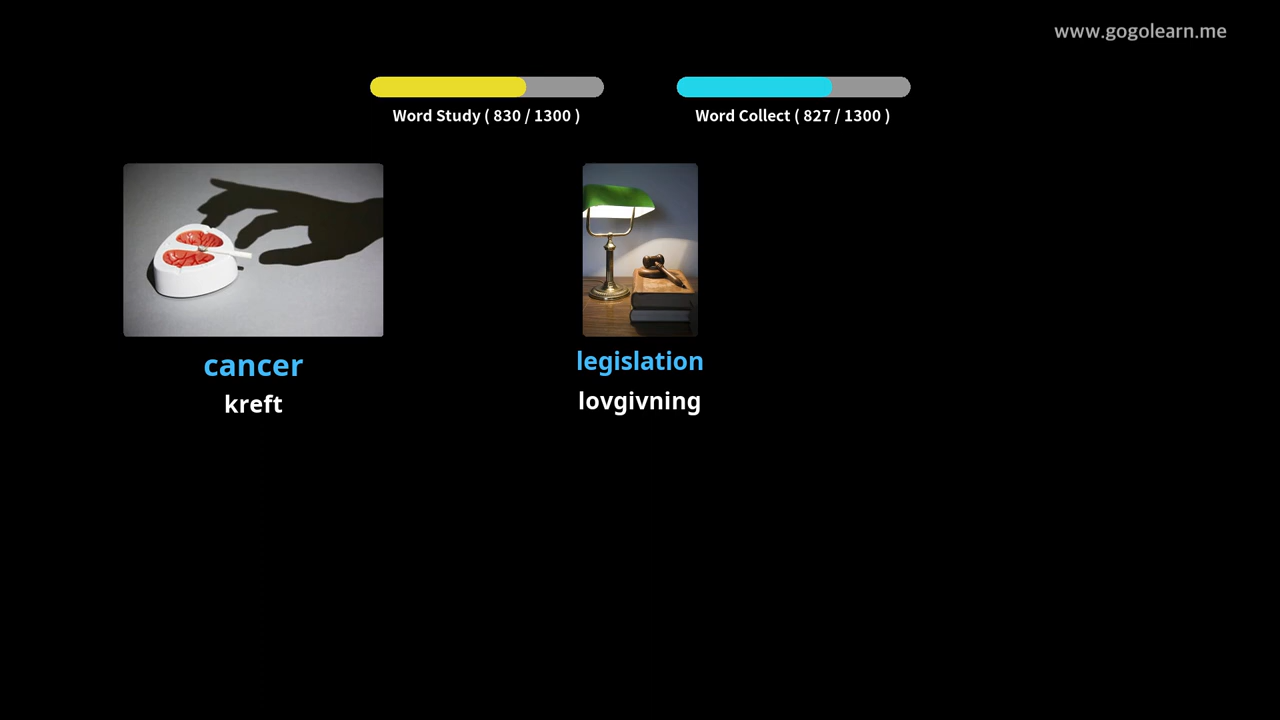 www.gogolearn.me
Word Study ( 830 / 1300 )
Word Collect ( 827 / 1300 )
cancer
kreft
legislation
lovgivning